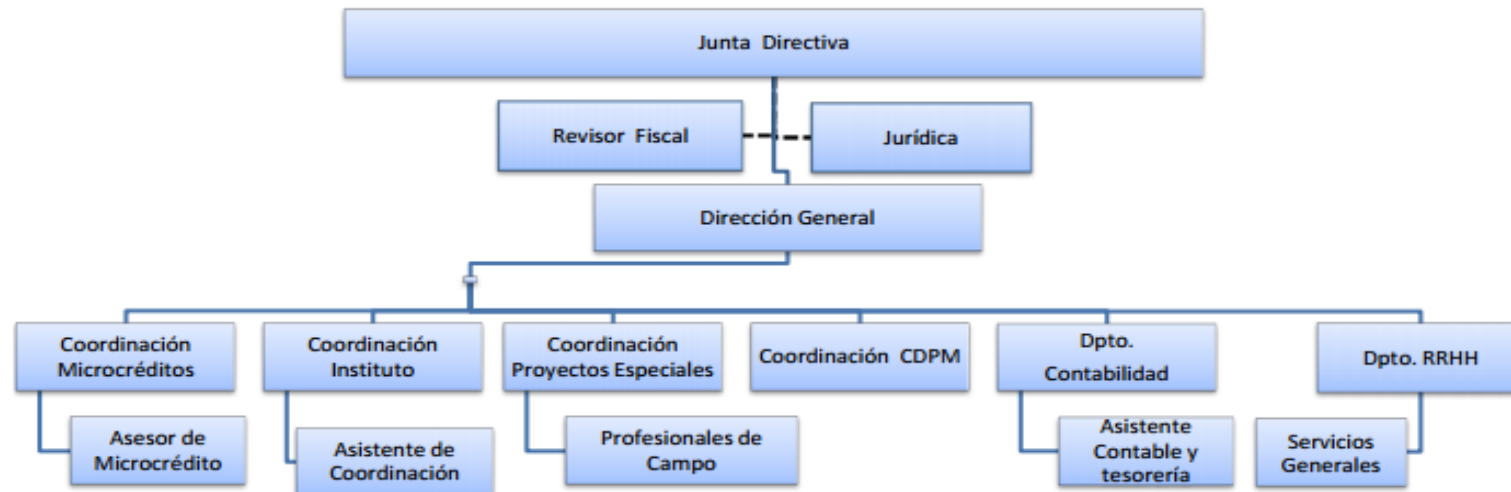 Junta Directiva
Revisor Fiscal
Jurídica
Dirección General
Coordinación
Microcréditos
Coordinación
Instituto
Coordinación
Proyectos Especiales
Coordinación CDPM
Dpto.
Contabilidad
Dpto. RRHH
Asesor de
Microcrédito
Asistente de
Coordinación
Profesionales de
Campo
Asistente
Contable y
tesorería
Servicios
Generales